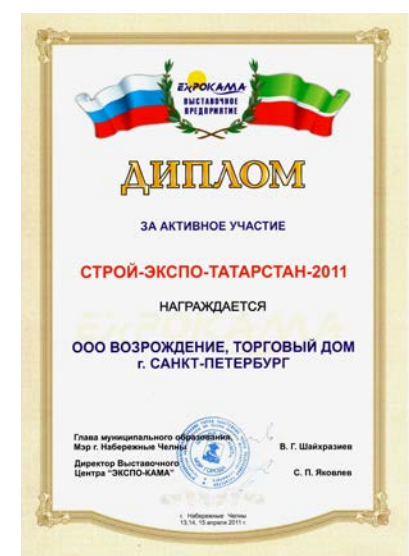 EXPOKAMA
ВЫСТАВОЧНОЕ
ПРЕДПРИЯТИЕ
ДИПЛОМ
ЗА АКТИВНОЕ УЧАСТИЕ
СТРОЙ-ЭКСПО-ТАТАРСТАН-2011
НАГРАЖДАЕТСЯ
EXPOKAMA
ООО ВОЗРОЖДЕНИЕ, ТОРГОВЫЙ ДОМ
г. САНКТ-ПЕТЕРБУРГ
Глава муниципального образования,
Мэр г. Набережные Челны В. Г. Шайхразиев
Директор Выставочного
Центра "ЭКСПО-КАМА" С. П. Яковлев
г. Набережные Челны
13,14, 15 апреля 2011 г.